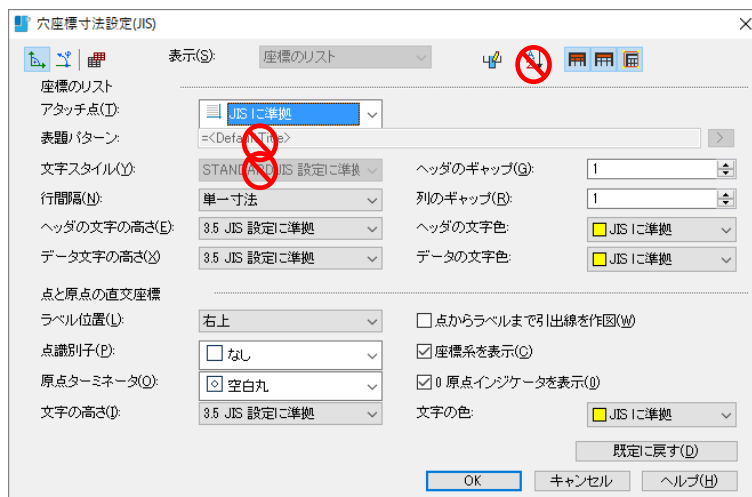 穴座標寸法設定(JIS)
表示(S): 座標のリスト
座標のリスト
アタッチ点(T): JIS に準拠
表題パターン: =<Default Title> >
文字スタイル(Y): STANDARD JIS 設定に準拠 ヘッダのギャップ(G): 1
行間隔(N): 単一寸法 列のギャップ(R): 1
ヘッダの文字の高さ(E): 3.5 JIS 設定に準拠 ヘッダの文字色: JIS に準拠
データ文字の高さ(X) 3.5 JIS 設定に準拠 データの文字色: JIS に準拠
点と原点の直交座標
ラベル位置(L): 右上 点からラベルまで引出線を作図(W)
点識別子(P): なし 座標系を表示(C)
原点ターミネータ(O): 空白丸 0 原点インジケータを表示(0)
文字の高さ(I): 3.5 JIS 設定に準拠 文字の色: JIS に準拠
既定に戻す(D)
OK キャンセル ヘルプ(H)